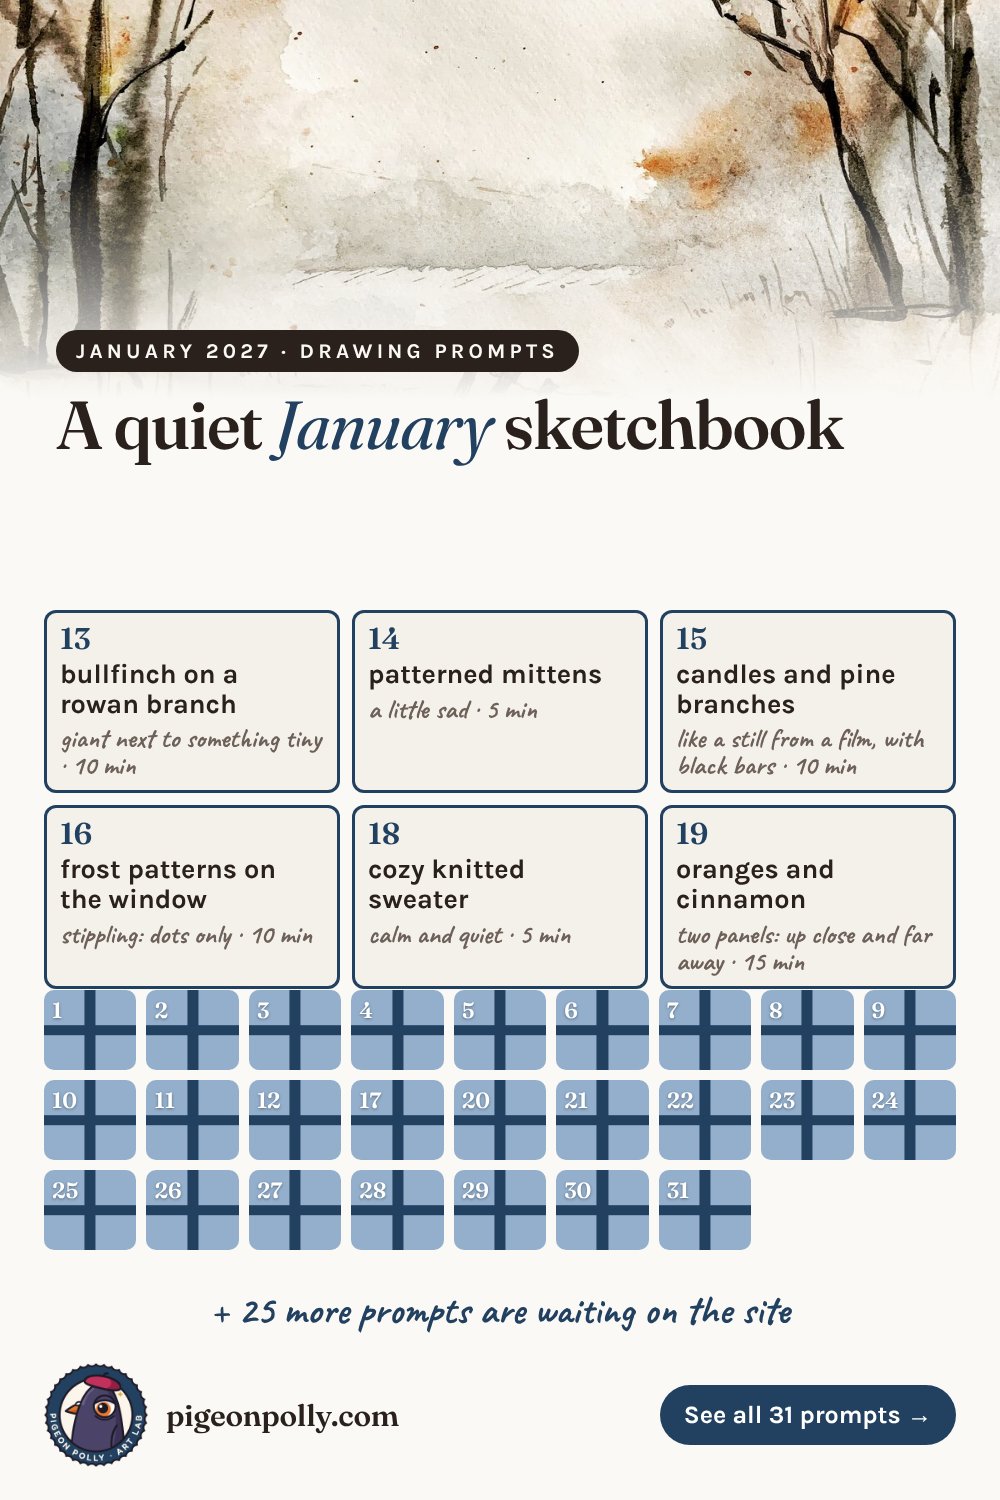 JANUARY 2027 · DRAWING PROMPTS
A quiet January sketchbook
13
bullfinch on a
rowan branch
giant next to something tiny
· 10 min
14
patterned mittens
a little sad · 5 min
15
candles and pine
branches
like a still from a film, with
black bars · 10 min
16
frost patterns on
the window
stippling: dots only · 10 min
18
cozy knitted
sweater
calm and quiet · 5 min
19
oranges and
cinnamon
two panels: up close and far
away · 15 min
1 2 3 4 5 6 7 8 9
10 11 12 17 20 21 22 23 24
25 26 27 28 29 30 31
+ 25 more prompts are waiting on the site
PIGEON POLLY · ART LAB
pigeonpolly.com
See all 31 prompts →